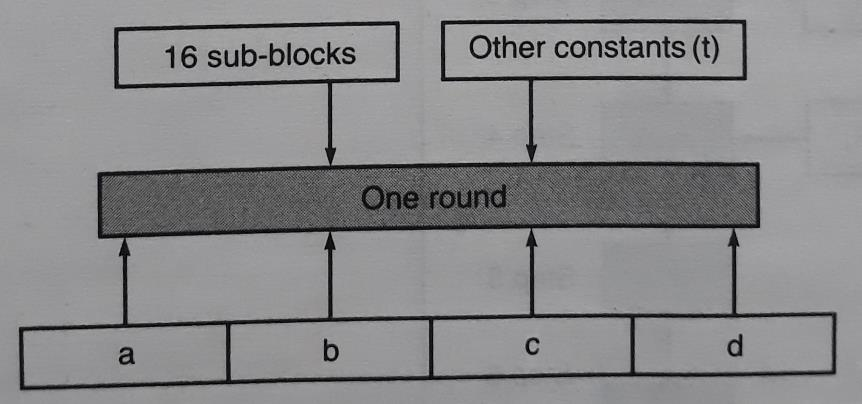 16 sub-blocks
Other constants (t)
One round
a
b
c
d